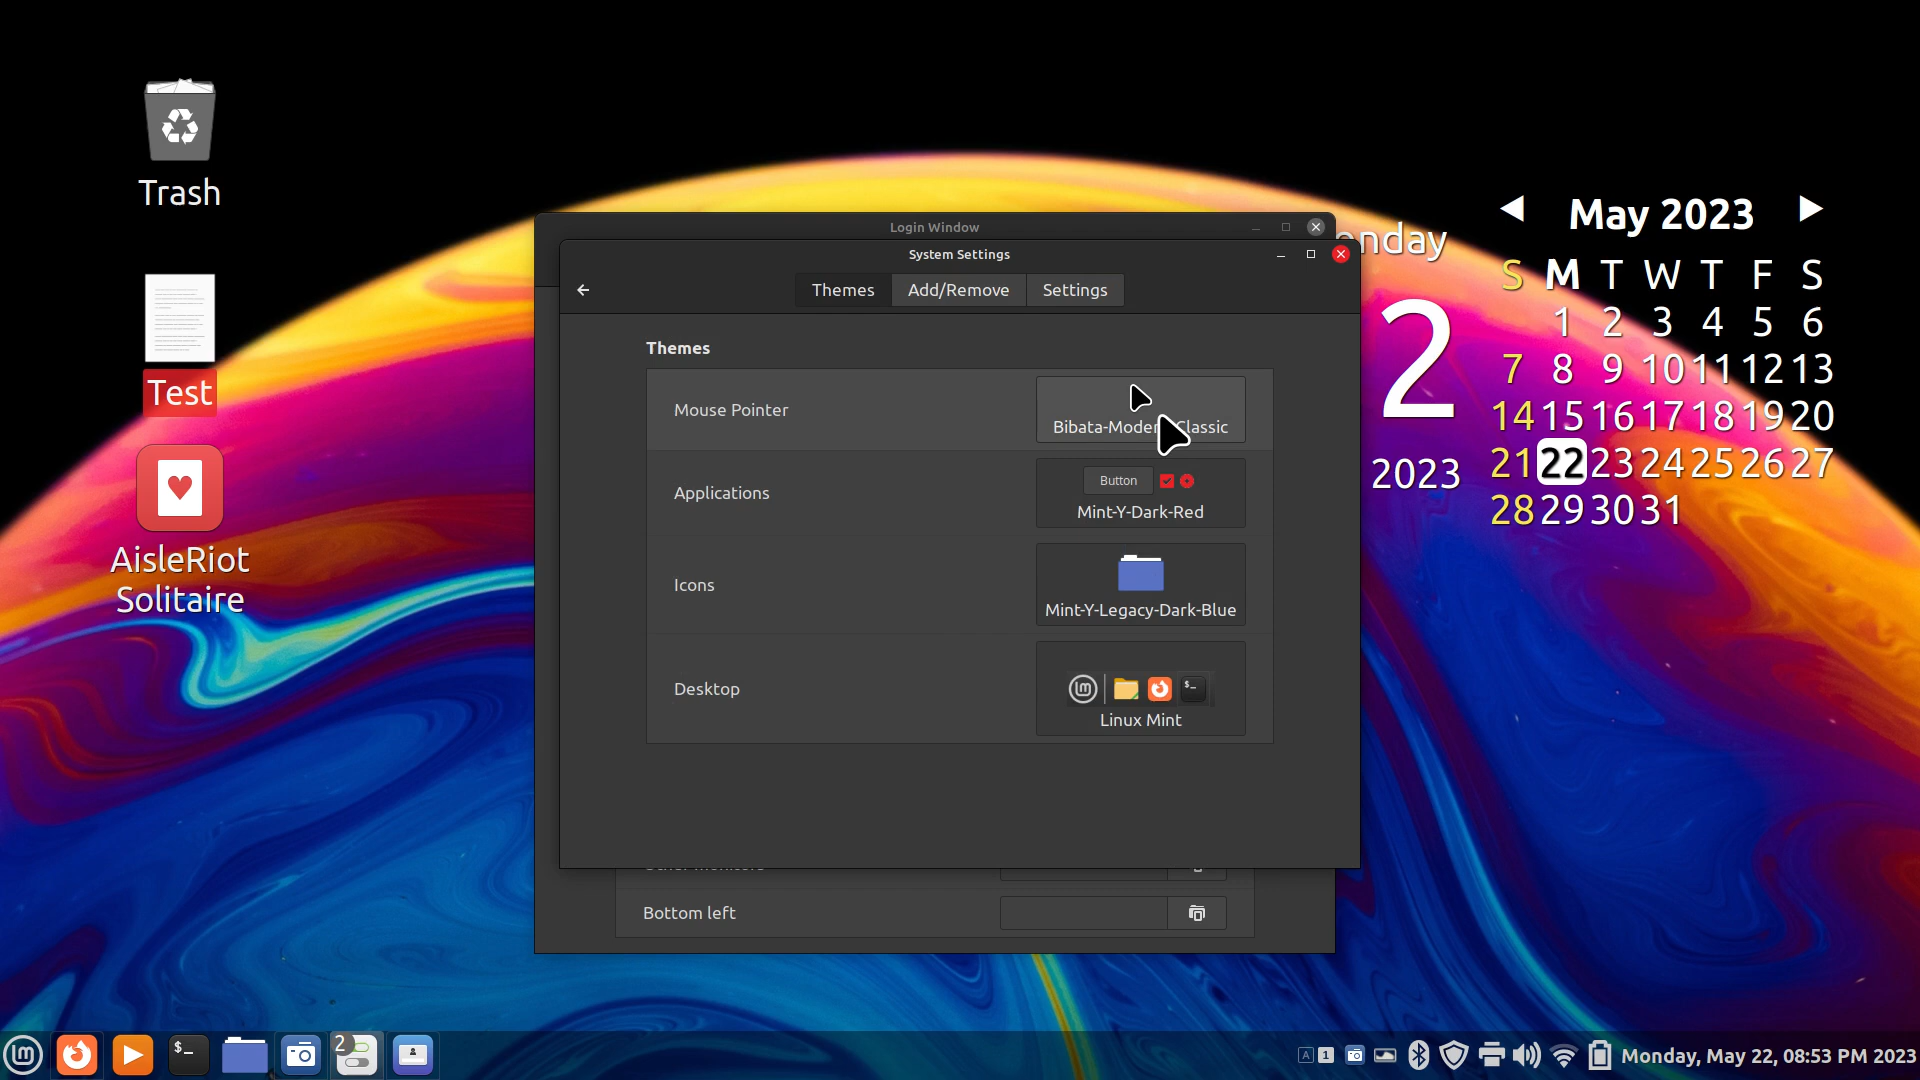 Trash
Test
AisleRiot
Solitaire
Login Window
System Settings
Themes
Add/Remove
Settings
Themes
Mouse Pointer
Bibata-Moder Classic
Applications
Button
Mint-Y-Dark-Red
Icons
Mint-Y-Legacy-Dark-Blue
Desktop
$-
Linux Mint
Bottom left
nday
2
2023
May 2023
S M T W T F S
1 2 3 4 5 6
7 8 9 10 11 12 13
14 15 16 17 18 19 20
21 22 23 24 25 26 27
28 29 30 31
$-
2
A 1
Monday, May 22, 08:53 PM 2023